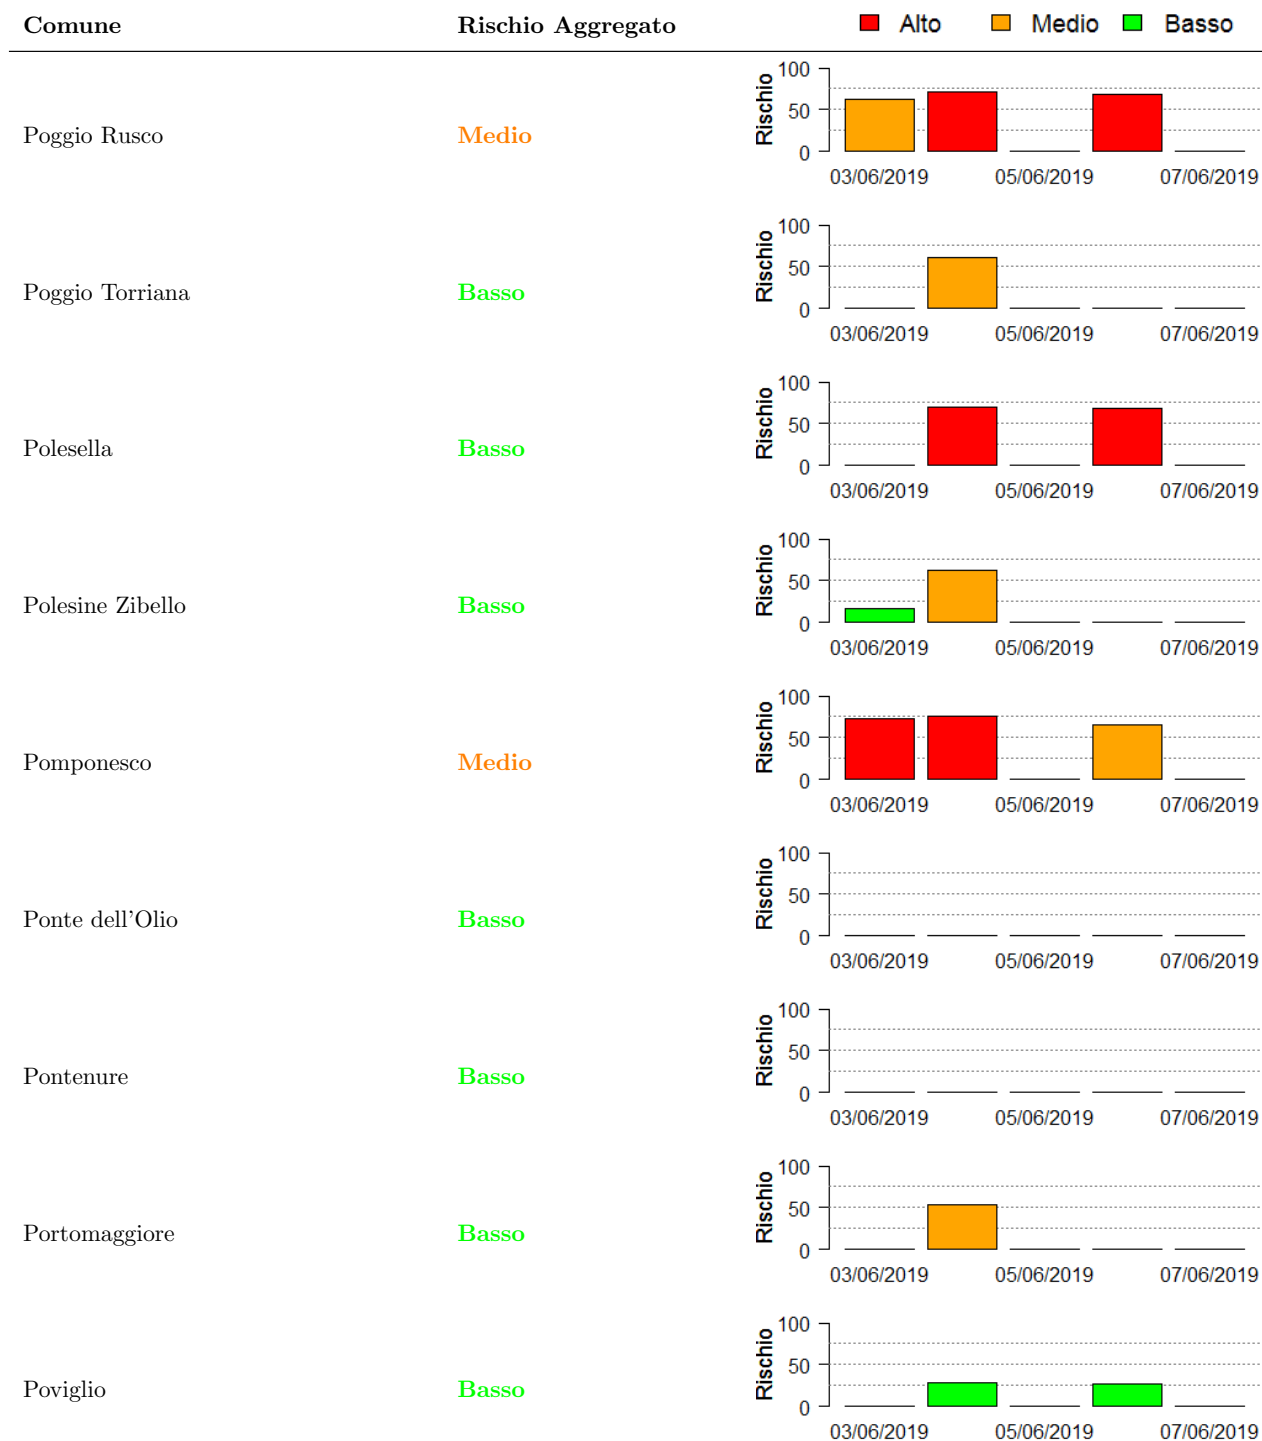 Comune Rischio Aggregato Alto Medio Basso
100
50
0
Rischio
Poggio Rusco Medio
03/06/2019 05/06/2019 07/06/2019
100
50
0
Rischio
Poggio Torriana Basso
03/06/2019 05/06/2019 07/06/2019
100
50
0
Rischio
Polesella Basso
03/06/2019 05/06/2019 07/06/2019
100
50
0
Rischio
Polesine Zibello Basso
03/06/2019 05/06/2019 07/06/2019
100
50
0
Rischio
Pomponesco Medio
03/06/2019 05/06/2019 07/06/2019
100
50
0
Rischio
Ponte dell'Olio Basso
03/06/2019 05/06/2019 07/06/2019
100
50
0
Rischio
Pontenure Basso
03/06/2019 05/06/2019 07/06/2019
100
50
0
Rischio
Portomaggiore Basso
03/06/2019 05/06/2019 07/06/2019
100
50
0
Rischio
Poviglio Basso
03/06/2019 05/06/2019 07/06/2019